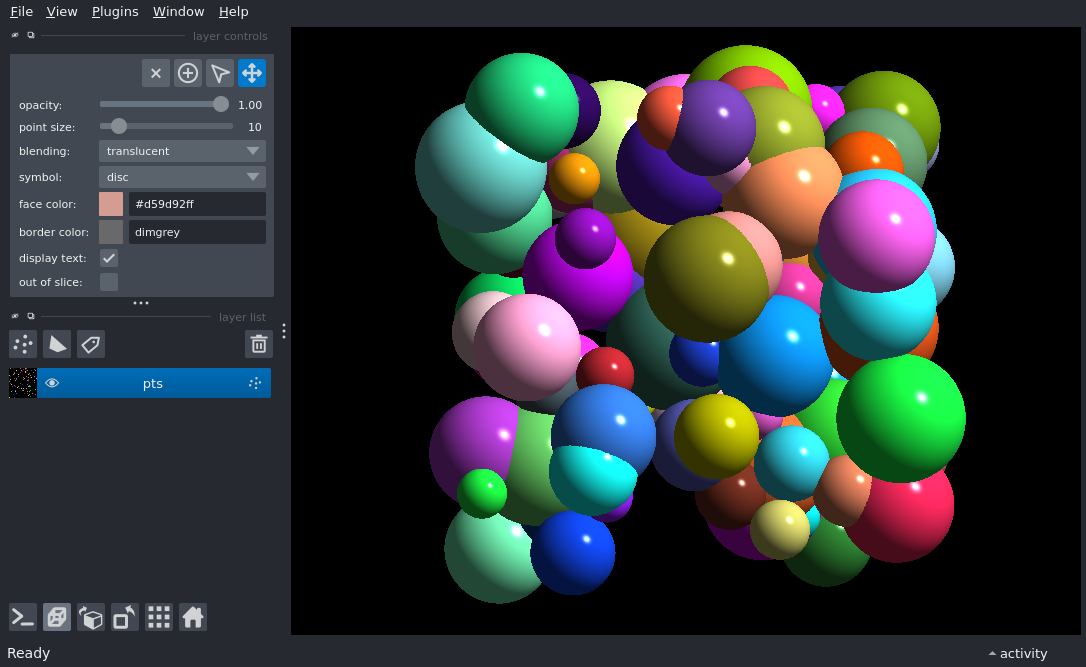 File View Plugins Window Help
layer controls
opacity: 1.00
point size: 10
blending: translucent
symbol: disc
face color: #d59d92ff
border color: dimgrey
display text:
out of slice:
layer list
pts
Ready
activity